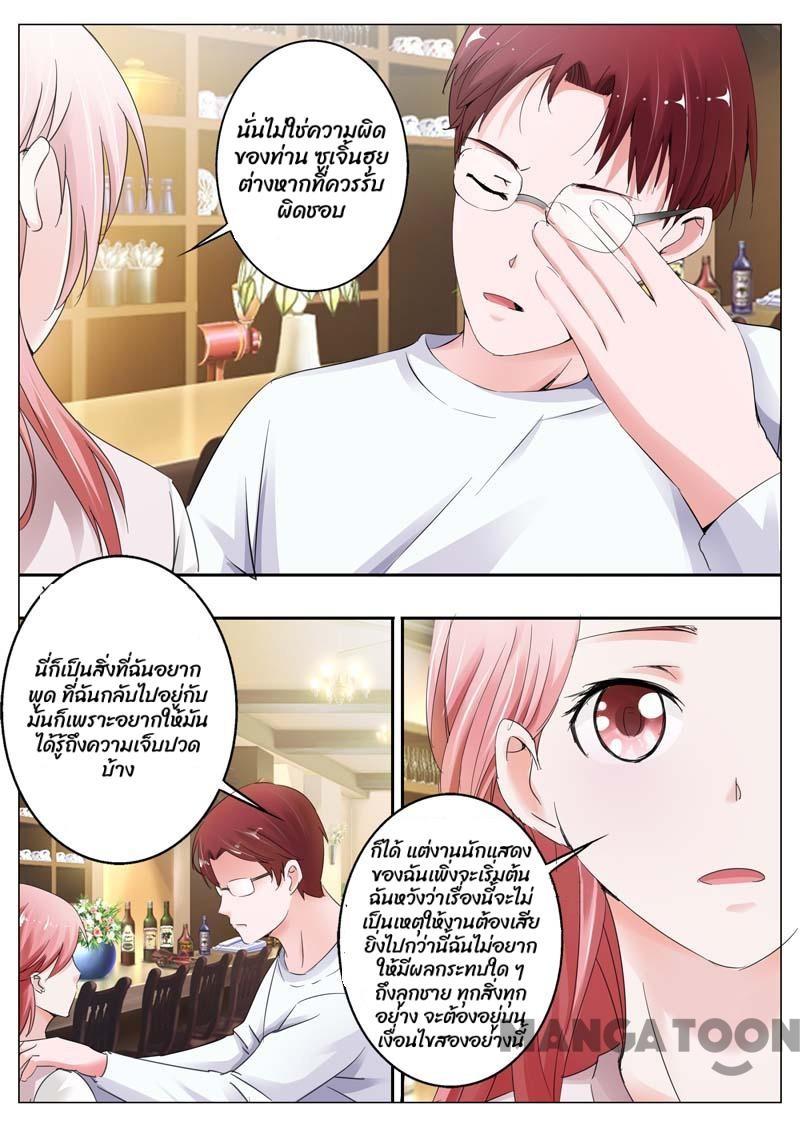 นั่นไม่ใช่ความผิด
ของท่าน ซูเจิ้นฮุย
ต่างหากที่ควรรับ
ผิดชอบ
นี่ก็เป็นสิ่งที่ฉันอยาก
พูด ที่ฉันกลับไปอยู่กับ
มันก็เพราะอยากให้มัน
ได้รู้ถึงความเจ็บปวด
บ้าง
ก็ได้ แต่งานนักแสดง
ของฉันเพิ่งจะเริ่มต้น
ฉันหวังว่าเรื่องนี้จะไม่
เป็นเหตุให้งานต้องเสีย
ยิ่งไปกว่านี้ฉันไม่อยาก
ให้มีผลกระทบใด ๆ
ถึงลูกชาย ทุกสิ่งทุก
อย่าง จะต้องอยู่บน
เงื่อนไขสองอย่างนี้
MANGATOON